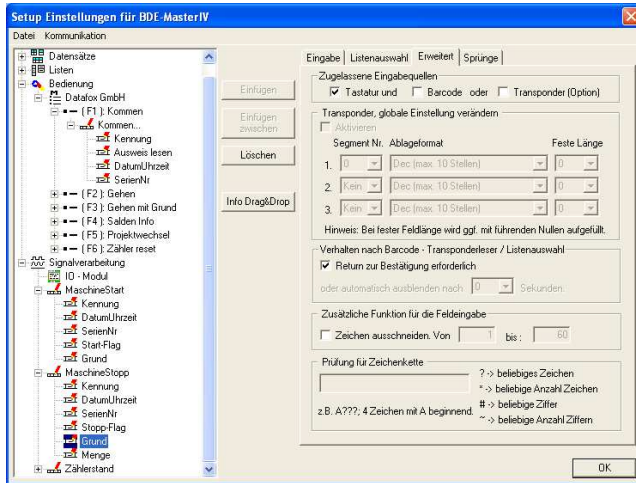 Setup Einstellungen für BDE-MasterIV
Datei Kommunikation
Datensätze
Listen
Bedienung
Datafox GmbH
( F1 ): Kommen
Kommen...
Kennung
Ausweis lesen
DatumUhrzeit
SerienNr
( F2 ): Gehen
( F3 ): Gehen mit Grund
( F4 ): Salden Info
( F5 ): Projektwechsel
( F6 ): Zähler reset
Signalverarbeitung
IO - Modul
MaschineStart
Kennung
DatumUhrzeit
SerienNr
Start-Flag
Grund
MaschineStopp
Kennung
DatumUhrzeit
SerienNr
Stopp-Flag
Grund
Menge
Zählerstand
Einfügen
Einfügen
zwischen
Löschen
Info Drag&Drop
Eingabe Listenauswahl Erweitert Sprünge
Zugelassene Eingabequellen
Tastatur und Barcode oder Transponder (Option)
Transponder, globale Einstellung verändern
Aktivieren
Segment Nr. Ablageformat Feste Länge
1. 0 Dec (max. 10 Stellen) 0
2. Kein Dec (max. 10 Stellen) 0
3. Kein Dec (max. 10 Stellen) 0
Hinweis: Bei fester Feldlänge wird ggf. mit führenden Nullen aufgefüllt.
Verhalten nach Barcode - Transponderleser / Listenauswahl
Return zur Bestätigung erforderlich
oder automatisch ausblenden nach 0 Sekunden.
Zusätzliche Funktion für die Feldeingabe
Zeichen ausschneiden. Von 1 bis : 60
Prüfung für Zeichenkette
? -> beliebiges Zeichen
* -> beliebige Anzahl Zeichen
# -> beliebige Ziffer
~ -> beliebige Anzahl Ziffern
z.B. A???; 4 Zeichen mit A beginnend.
OK